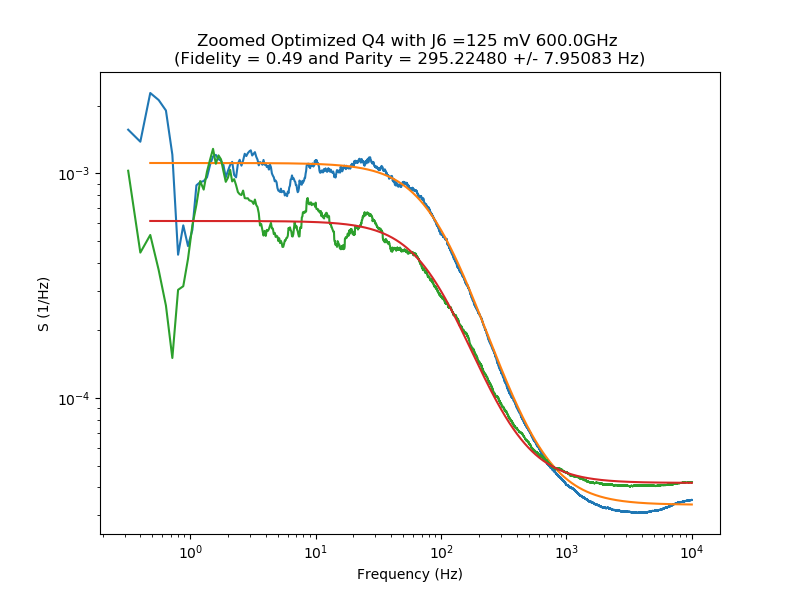 Zoomed Optimized Q4 with J6 =125 mV 600.0GHz
(Fidelity = 0.49 and Parity = 295.22480 +/- 7.95083 Hz)
S (1/Hz)
10⁻³
10⁻⁴
10⁰ 10¹ 10² 10³ 10⁴
Frequency (Hz)